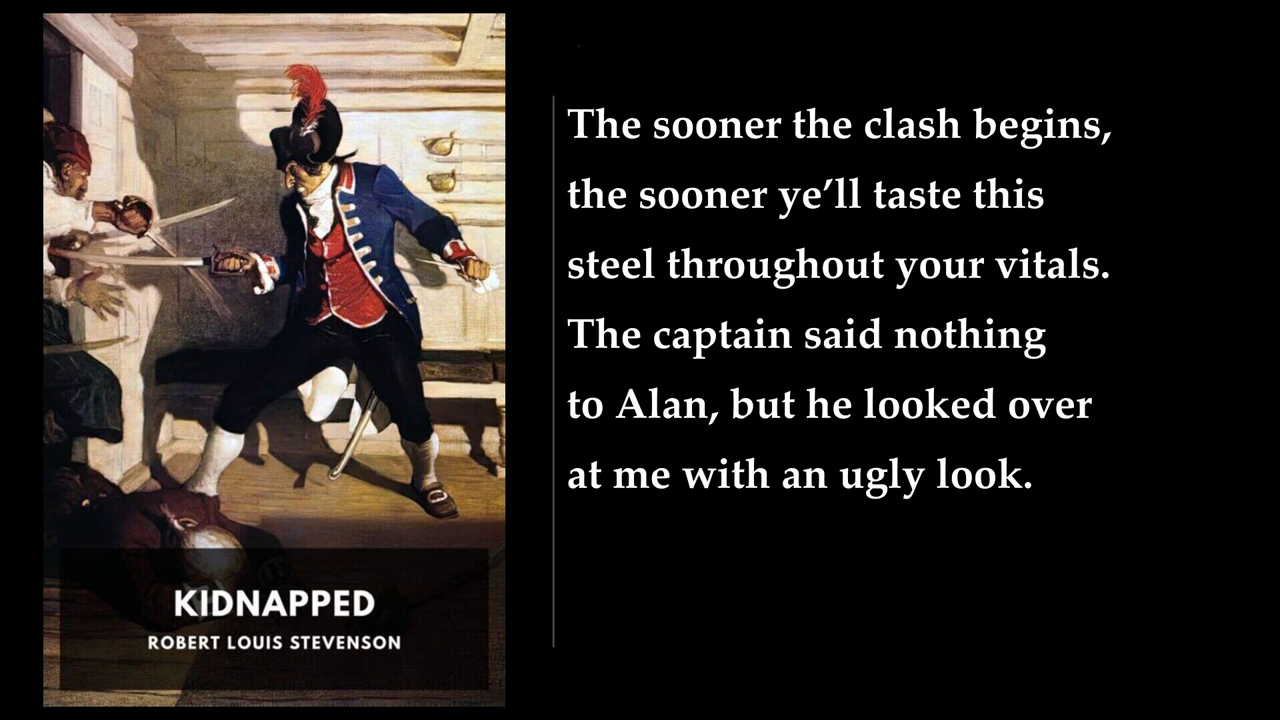 The sooner the clash begins,
the sooner ye’ll taste this
steel throughout your vitals.
The captain said nothing
to Alan, but he looked over
at me with an ugly look.
KIDNAPPED
ROBERT LOUIS STEVENSON